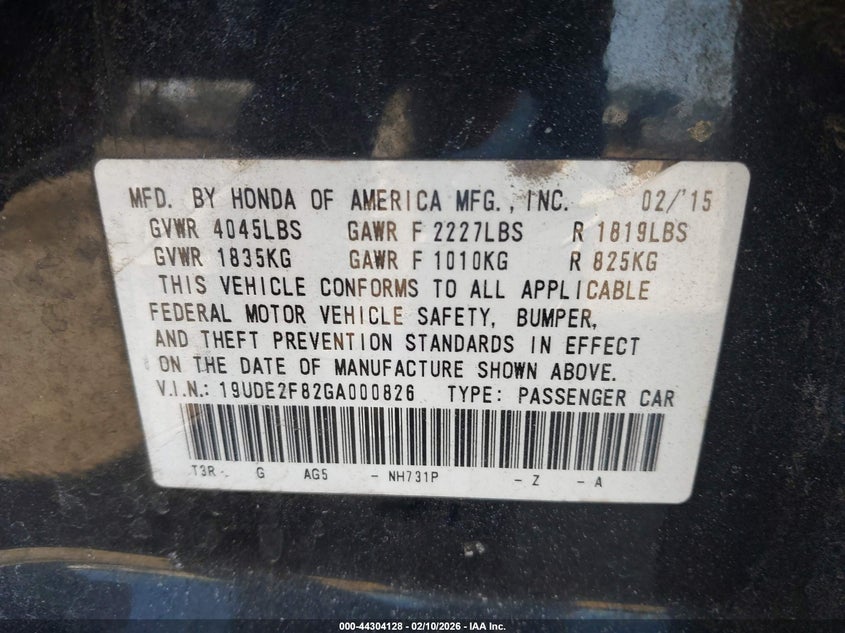 MFD. BY HONDA OF AMERICA MFG., INC. 02/'15
GVWR 4045LBS GAWR F 2227LBS R 1819LBS
GVWR 1835KG GAWR F 1010KG R 825KG
THIS VEHICLE CONFORMS TO ALL APPLICABLE
FEDERAL MOTOR VEHICLE SAFETY, BUMPER,
AND THEFT PREVENTION STANDARDS IN EFFECT
ON THE DATE OF MANUFACTURE SHOWN ABOVE.
V.I.N.: 19UDE2F82GA000826 TYPE: PASSENGER CAR
T3R- G AG5 - NH731P - Z - A
000-44304128 - 02/10/2026 - IAA Inc.